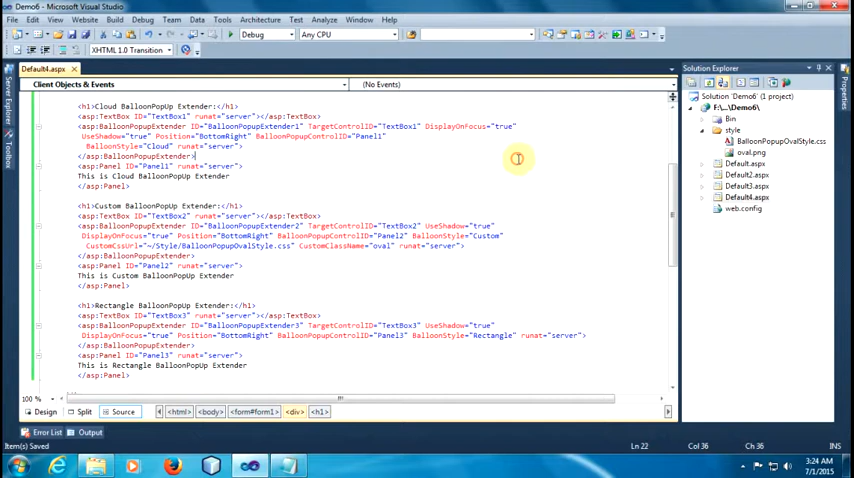 Demo6 - Microsoft Visual Studio
File Edit View Website Build Debug Team Data Tools Architecture Test Analyze Window Help
Debug Any CPU
XHTML 1.0 Transition
Default4.aspx
Client Objects & Events (No Events)
<h1>Cloud BalloonPopUp Extender:</h1>
<asp:TextBox ID="TextBox1" runat="server"></asp:TextBox>
<asp:BalloonPopupExtender ID="BalloonPopupExtender1" TargetControlID="TextBox1" DisplayOnFocus="true"
UseShadow="true" Position="BottomRight" BalloonPopupControlID="Panel1"
BalloonStyle="Cloud" runat="server">
</asp:BalloonPopupExtender>
<asp:Panel ID="Panel1" runat="server">
This is Cloud BalloonPopUp Extender
</asp:Panel>
<h1>Custom BalloonPopUp Extender:</h1>
<asp:TextBox ID="TextBox2" runat="server"></asp:TextBox>
<asp:BalloonPopupExtender ID="BalloonPopupExtender2" TargetControlID="TextBox2" UseShadow="true"
DisplayOnFocus="true" Position="BottomRight" BalloonPopupControlID="Panel2" BalloonStyle="Custom"
CustomCssUrl="~/Style/BalloonPopupOvalStyle.css" CustomClassName="oval" runat="server">
</asp:BalloonPopupExtender>
<asp:Panel ID="Panel2" runat="server">
This is Custom BalloonPopUp Extender
</asp:Panel>
<h1>Rectangle BalloonPopUp Extender:</h1>
<asp:TextBox ID="TextBox3" runat="server"></asp:TextBox>
<asp:BalloonPopupExtender ID="BalloonPopupExtender3" TargetControlID="TextBox3" UseShadow="true"
DisplayOnFocus="true" Position="BottomRight" BalloonPopupControlID="Panel3" BalloonStyle="Rectangle" runat="server">
</asp:BalloonPopupExtender>
<asp:Panel ID="Panel3" runat="server">
This is Rectangle BalloonPopUp Extender
</asp:Panel>
100 %
Design Split Source <html> <body> <form#form1> <div> <h1>
Error List Output
Item(s) Saved Ln 22 Col 36 Ch 36 INS
Server Explorer
Toolbox
Solution Explorer
Solution 'Demo6' (1 project)
F:\...\Demo6\
Bin
style
BalloonPopupOvalStyle.css
oval.png
Default.aspx
Default2.aspx
Default3.aspx
Default4.aspx
web.config
Properties
3:24 AM
7/1/2015